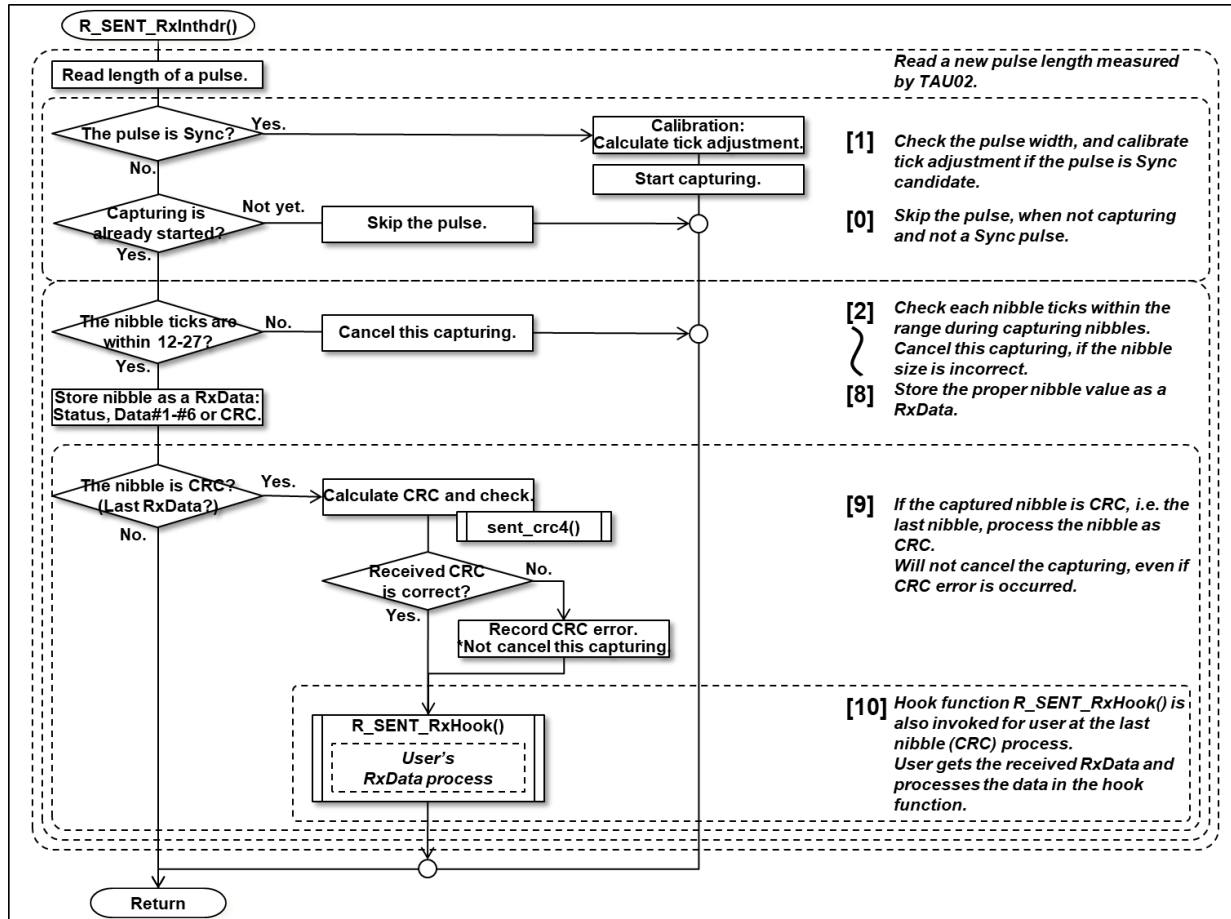 R_SENT_RxInthdr()
Read length of a pulse.
Read a new pulse length measured
by TAU02.
The pulse is Sync?
Yes.
No.
Calibration:
Calculate tick adjustment.
Start capturing.
[1]
Check the pulse width, and calibrate
tick adjustment if the pulse is Sync
candidate.
Capturing is
already started?
Not yet.
Yes.
Skip the pulse.
[0]
Skip the pulse, when not capturing
and not a Sync pulse.
The nibble ticks are
within 12-27?
No.
Yes.
Cancel this capturing.
[2]
Check each nibble ticks within the
range during capturing nibbles.
Cancel this capturing, if the nibble
size is incorrect.
Store nibble as a RxData:
Status, Data#1-#6 or CRC.
[8]
Store the proper nibble value as a
RxData.
The nibble is CRC?
(Last RxData?)
Yes.
No.
Calculate CRC and check.
sent_crc4()
[9]
If the captured nibble is CRC, i.e. the
last nibble, process the nibble as
CRC.
Will not cancel the capturing, even if
CRC error is occurred.
Received CRC
is correct?
No.
Yes.
Record CRC error.
*Not cancel this capturing.
R_SENT_RxHook()
User's
RxData process
[10]
Hook function R_SENT_RxHook() is
also invoked for user at the last
nibble (CRC) process.
User gets the received RxData and
processes the data in the hook
function.
Return